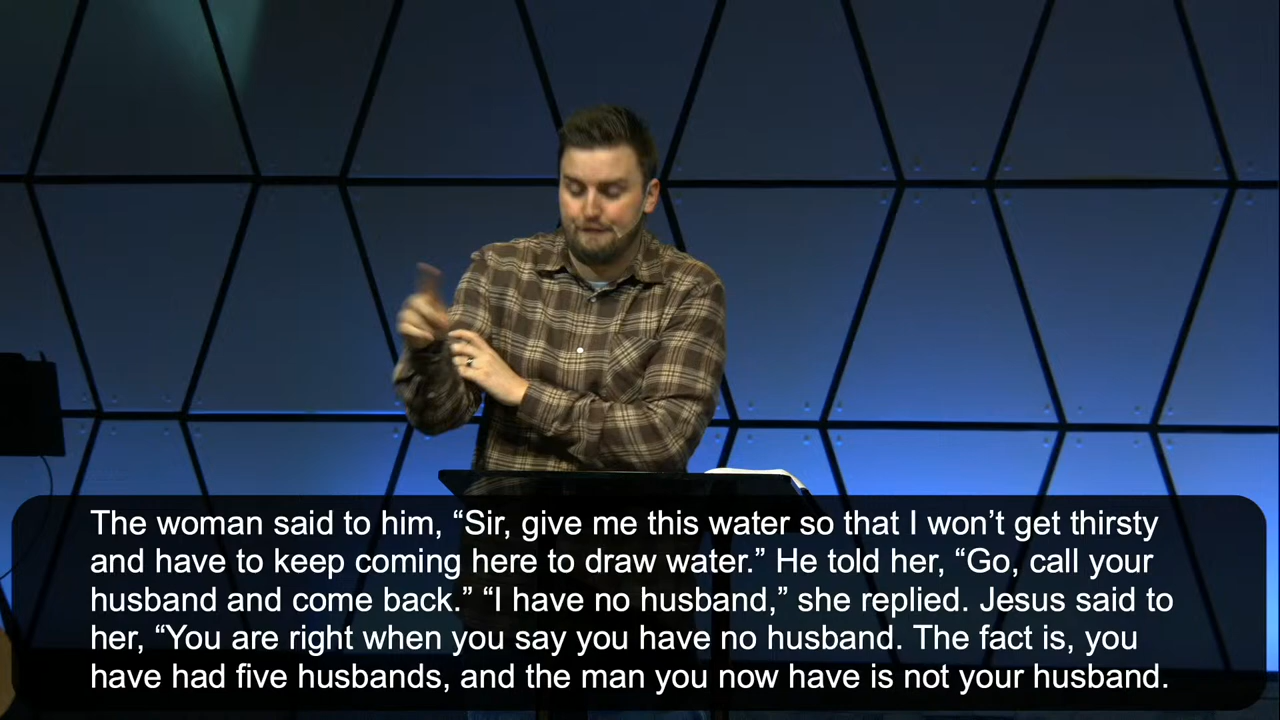 The woman said to him, “Sir, give me this water so that I won’t get thirsty
and have to keep coming here to draw water.” He told her, “Go, call your
husband and come back.” “I have no husband,” she replied. Jesus said to
her, “You are right when you say you have no husband. The fact is, you
have had five husbands, and the man you now have is not your husband.